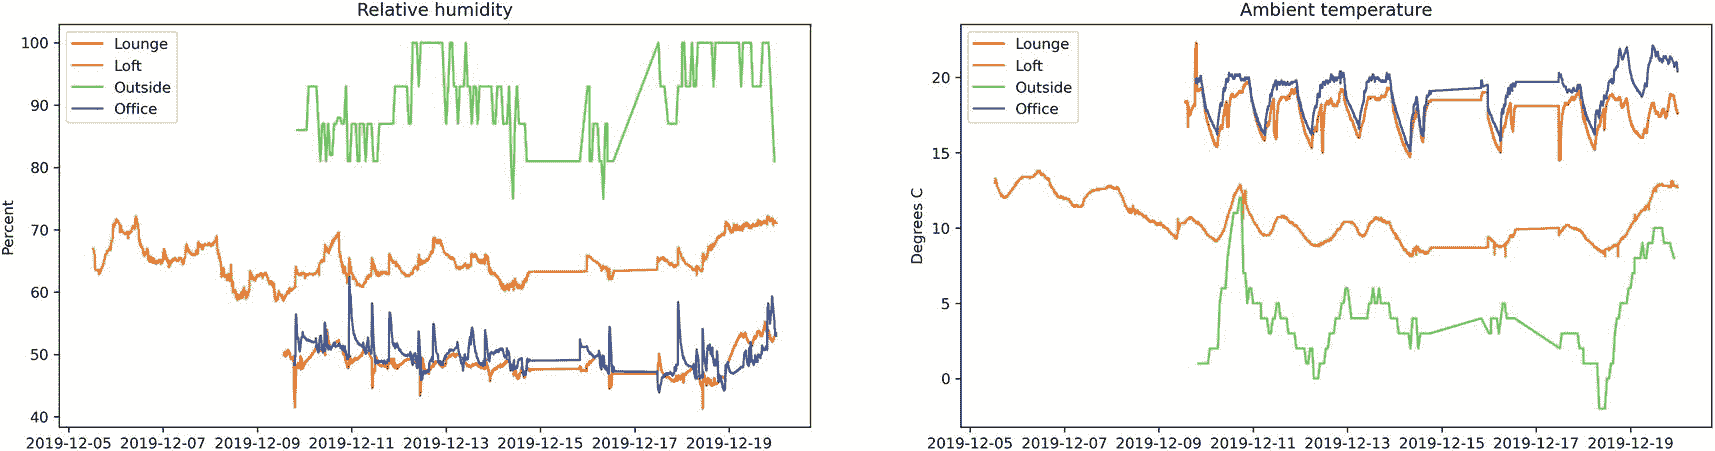 Relative humidity
Percent
100
90
80
70
60
50
40
Lounge
Loft
Outside
Office
2019-12-05 2019-12-07 2019-12-09 2019-12-11 2019-12-13 2019-12-15 2019-12-17 2019-12-19
Ambient temperature
Degrees C
20
15
10
5
0
Lounge
Loft
Outside
Office
2019-12-05 2019-12-07 2019-12-09 2019-12-11 2019-12-13 2019-12-15 2019-12-17 2019-12-19